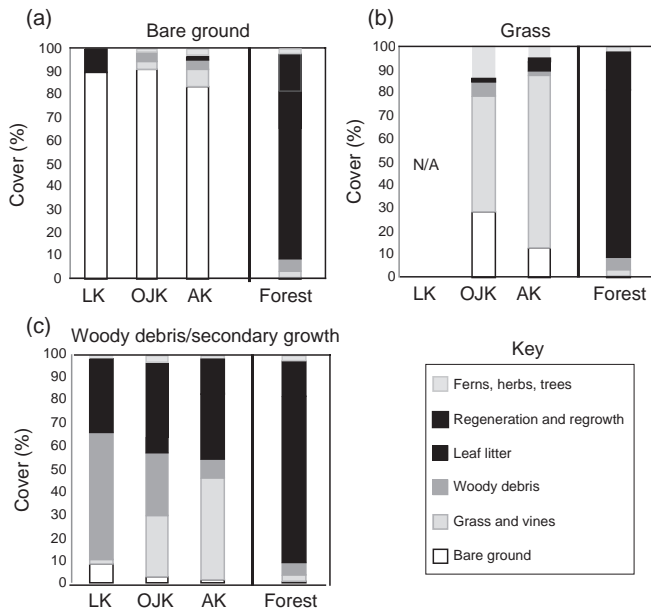 (a)
Bare ground
Cover (%)
100
90
80
70
60
50
40
30
20
10
0
LK OJK AK Forest
(b)
Grass
Cover (%)
100
90
80
70
60
50
40
30
20
10
0
N/A
LK OJK AK Forest
(c)
Woody debris/secondary growth
Cover (%)
100
90
80
70
60
50
40
30
20
10
0
LK OJK AK Forest
Key
Ferns, herbs, trees
Regeneration and regrowth
Leaf litter
Woody debris
Grass and vines
Bare ground